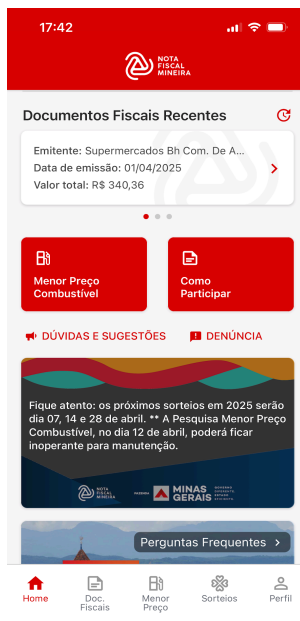 17:42
NOTA
FISCAL
MINEIRA
Documentos Fiscais Recentes
Emitente: Supermercados Bh Com. De A...
Data de emissão: 01/04/2025
Valor total: R$ 340,36
Menor Preço
Combustível
Como
Participar
DÚVIDAS E SUGESTÕES
DENÚNCIA
Fique atento: os próximos sorteios em 2025 serão
dia 07, 14 e 28 de abril. ** A Pesquisa Menor Preço
Combustível, no dia 12 de abril, poderá ficar
inoperante para manutenção.
NOTA
FISCAL
MINEIRA
FAZENDA
MINAS
GERAIS
Perguntas Frequentes >
Home
Doc.
Fiscais
Menor
Preço
Sorteios
Perfil